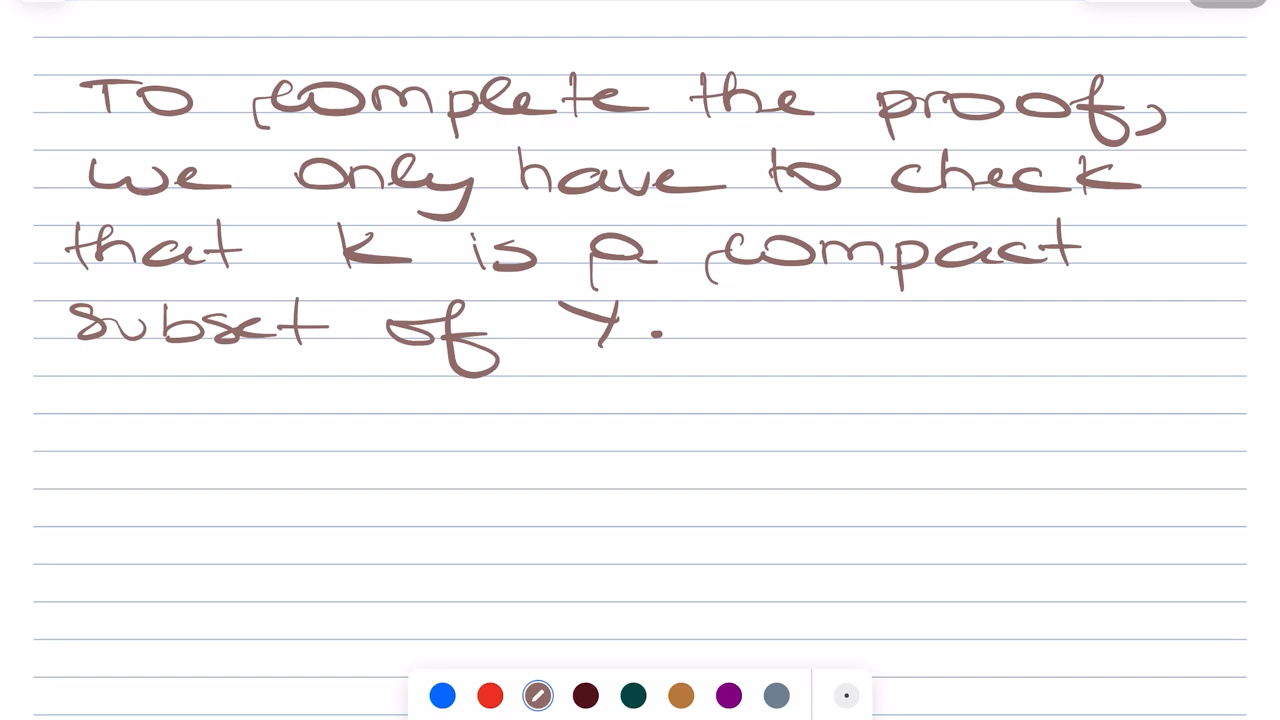 To complete the proof,
we only have to check
that K is a compact
subset of Y.